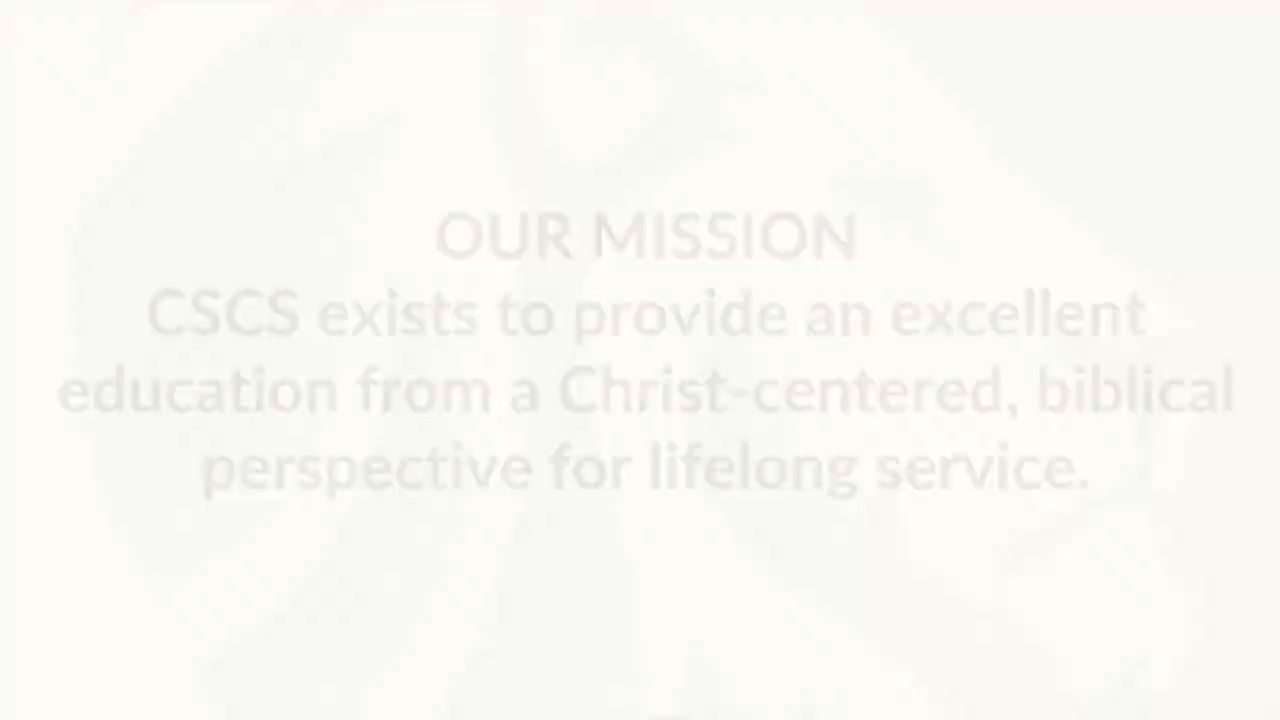 OUR MISSION
CSCS exists to provide an excellent
education from a Christ-centered, biblical
perspective for lifelong service.